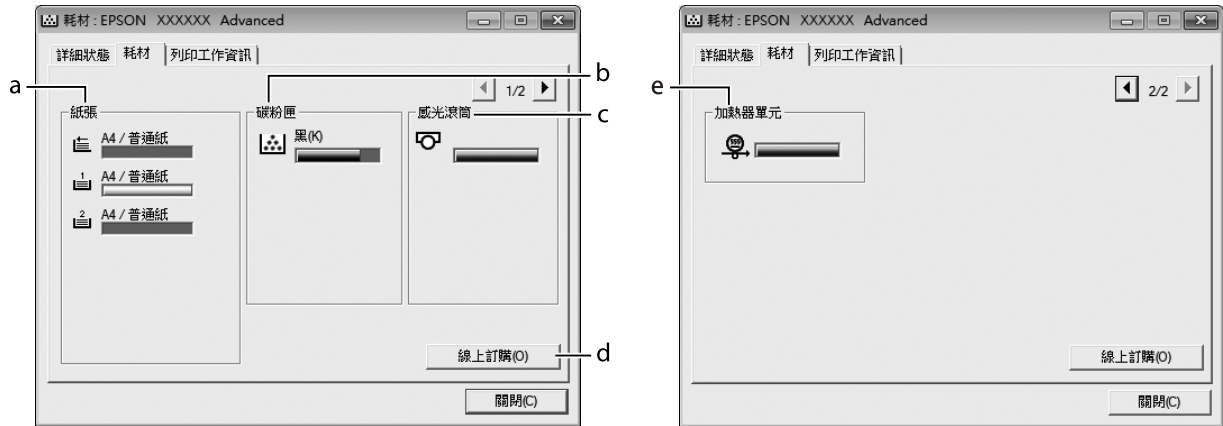 耗材 : EPSON XXXXXX Advanced
詳細狀態 耗材 列印工作資訊
1/2
a
紙張
A4 / 普通紙
1 A4 / 普通紙
2 A4 / 普通紙
b
碳粉匣
黑(K)
c
感光滾筒
d
線上訂購(O)
關閉(C)
耗材 : EPSON XXXXXX Advanced
詳細狀態 耗材 列印工作資訊
2/2
e
加熱器單元
線上訂購(O)
關閉(C)